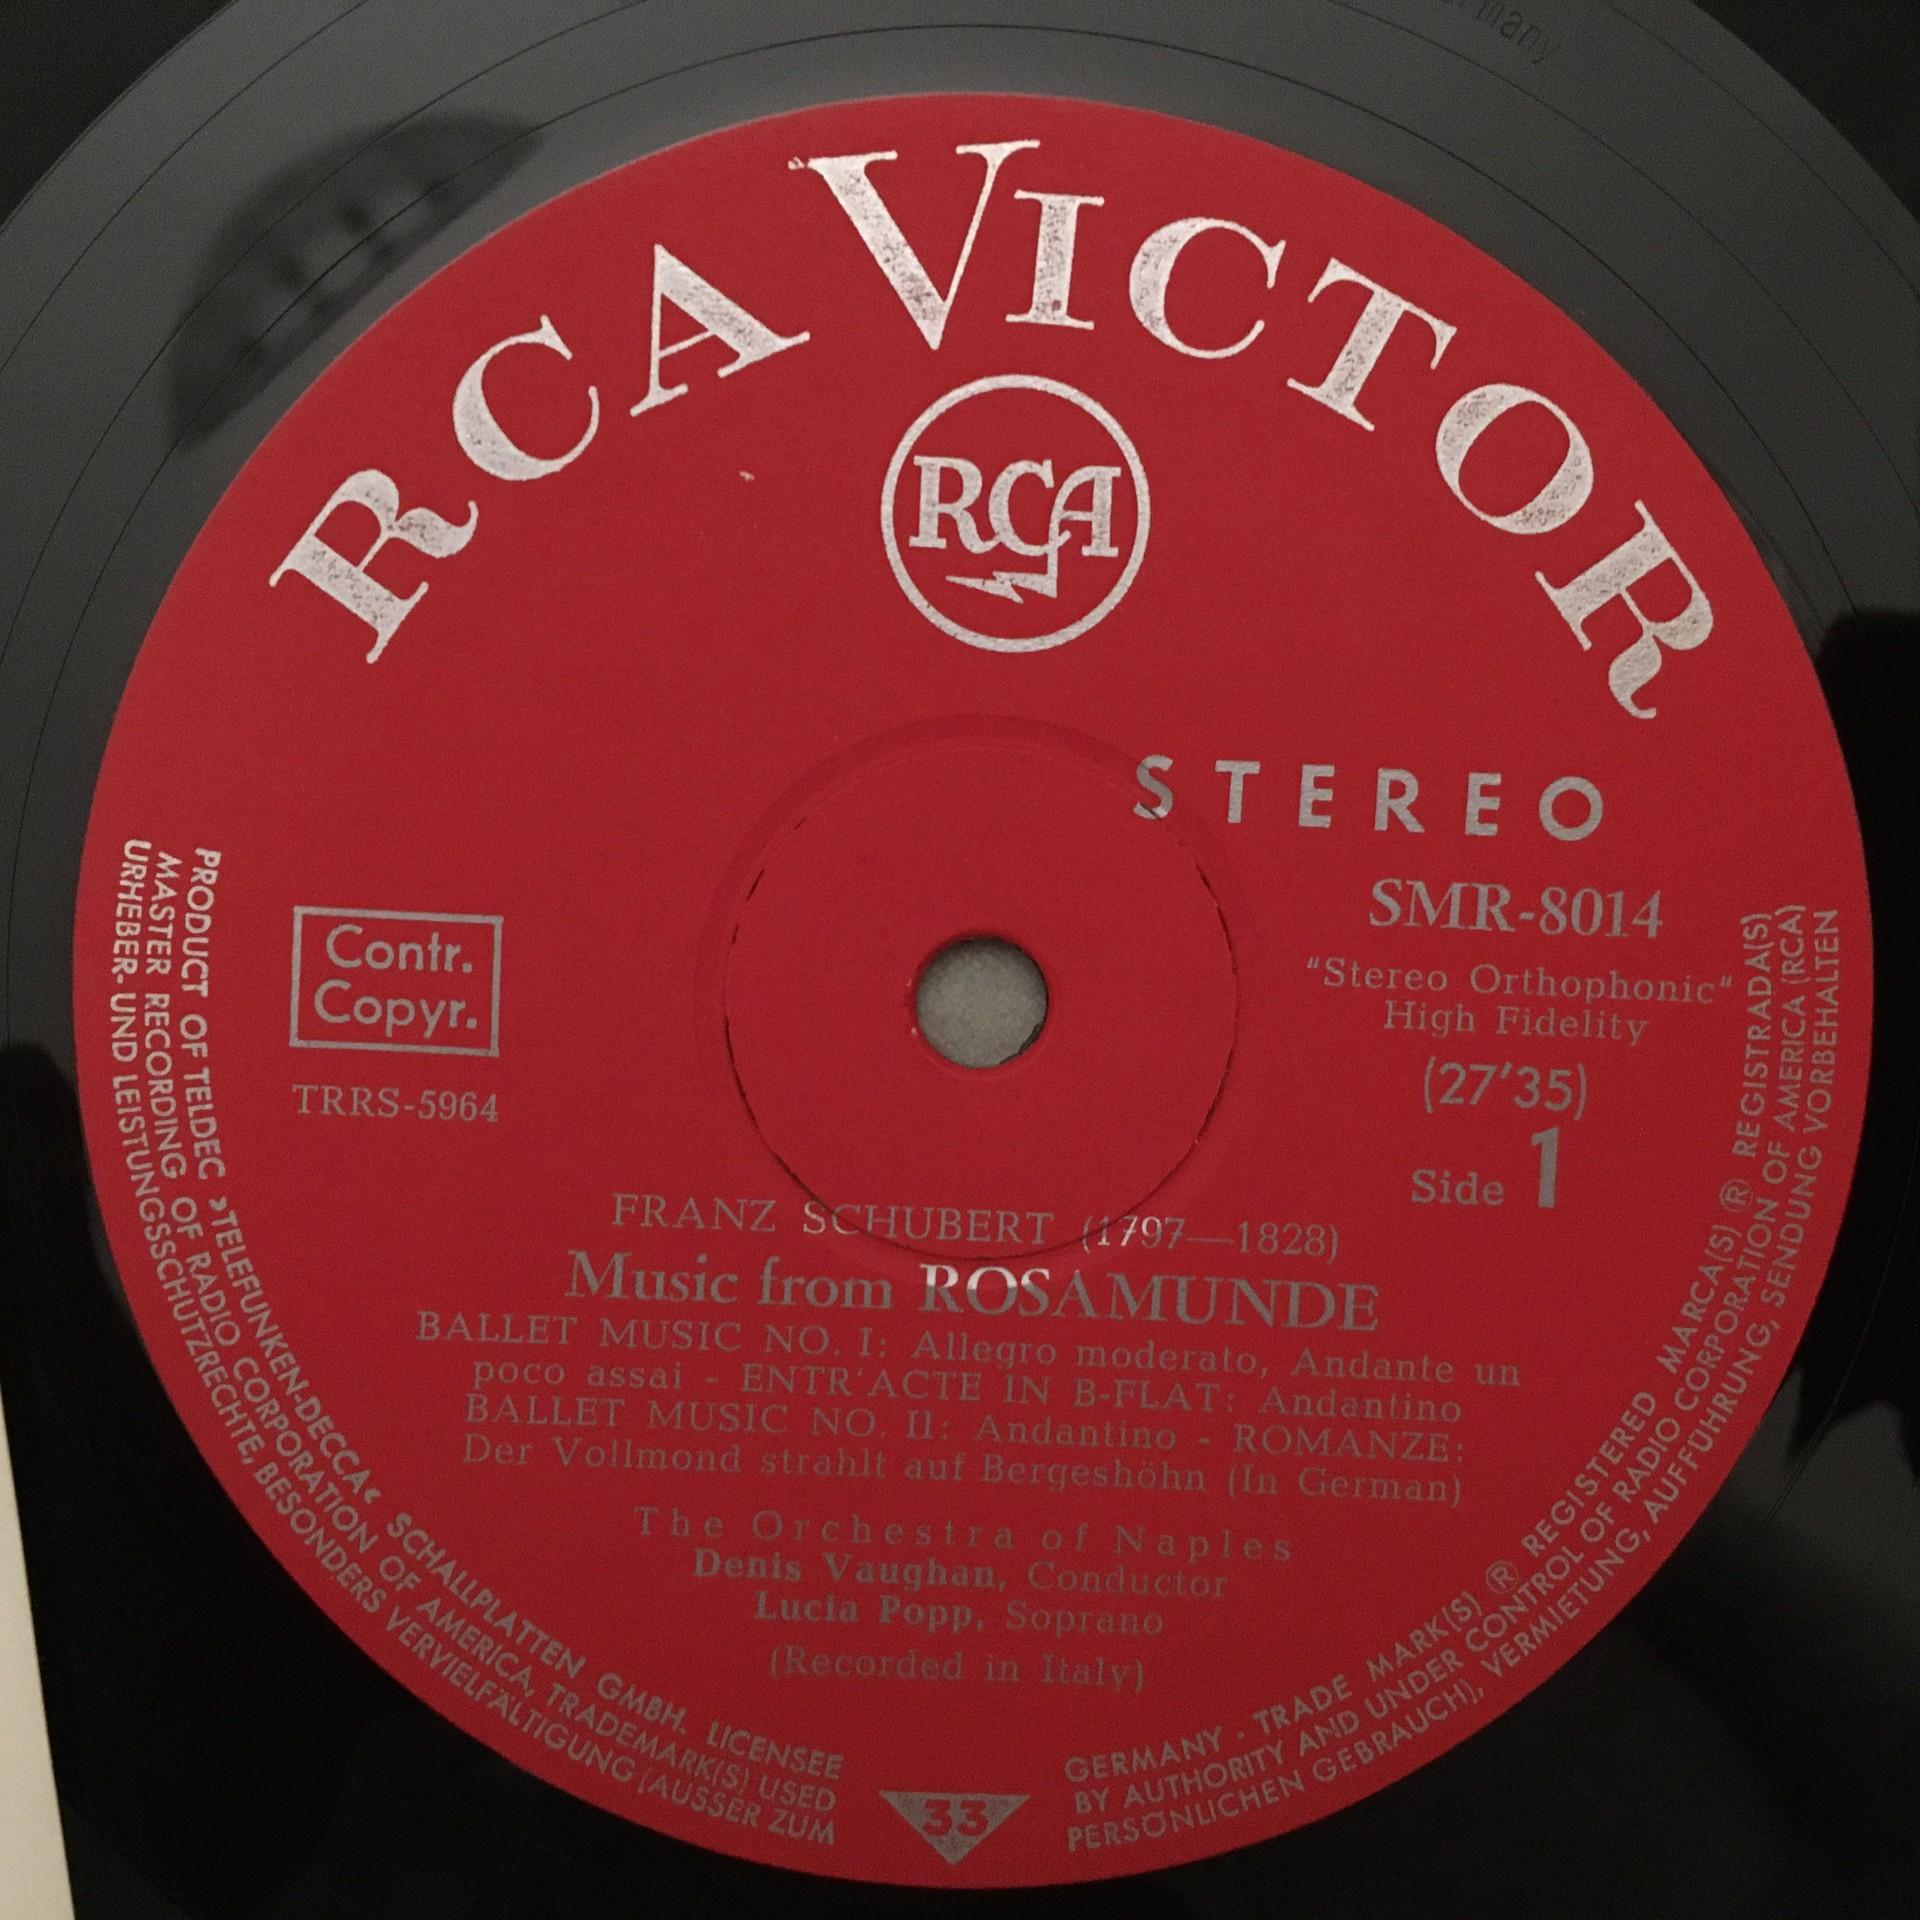 RCA VICTOR
RCA
STEREO
SMR-8014
"Stereo Orthophonic"
High Fidelity
(27'35)
Side 1
Contr.
Copyr.
TRRS-5964
FRANZ SCHUBERT (1797—1828)
Music from ROSAMUNDE
BALLET MUSIC NO. I: Allegro moderato, Andante un
poco assai - ENTR'ACTE IN B-FLAT: Andantino
BALLET MUSIC NO. II: Andantino - ROMANZE:
Der Vollmond strahlt auf Bergeshöhn (In German)
The Orchestra of Naples
Denis Vaughan, Conductor
Lucia Popp, Soprano
(Recorded in Italy)
33
PRODUCT OF TELDEC »TELEFUNKEN-DECCA« SCHALLPLATTEN GMBH. LICENSEE
MASTER RECORDING OF RADIO CORPORATION OF AMERICA, TRADEMARK(S) USED
URHEBER- UND LEISTUNGSSCHUTZRECHTE, BESONDERS VERVIELFÄLTIGUNG (AUSSER ZUM
GERMANY · TRADE MARK(S) ® REGISTERED MARCA(S) ® REGISTRADA(S)
BY AUTHORITY AND UNDER CONTROL OF RADIO CORPORATION OF AMERICA (RCA)
PERSÖNLICHEN GEBRAUCH), VERMIETUNG, AUFFÜHRUNG, SENDUNG VORBEHALTEN